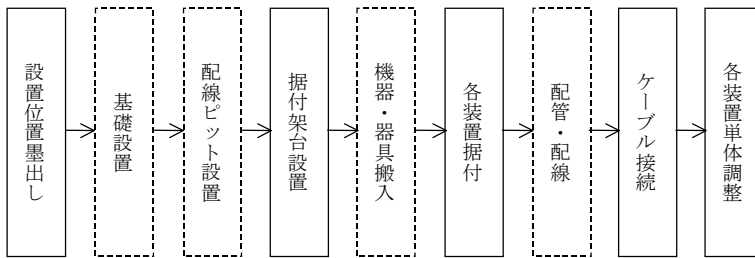 設置位置墨出し
基礎設置
配線ピット設置
据付架台設置
機器・器具搬入
各装置据付
配管・配線
ケーブル接続
各装置単体調整